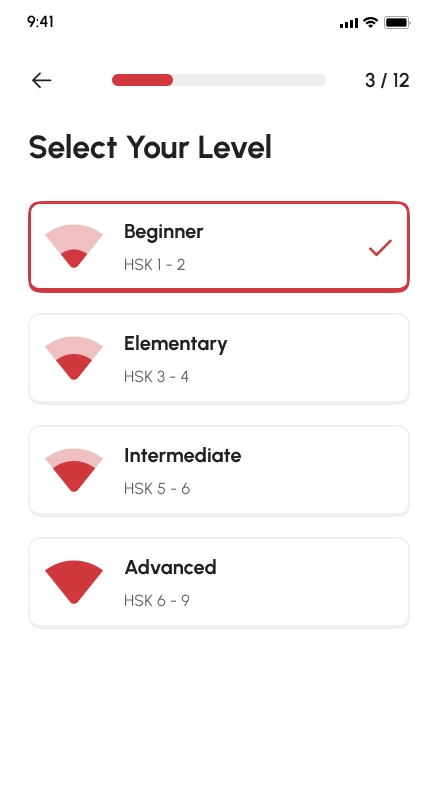 9:41
3 / 12
Select Your Level
Beginner
HSK 1 - 2
Elementary
HSK 3 - 4
Intermediate
HSK 5 - 6
Advanced
HSK 6 - 9